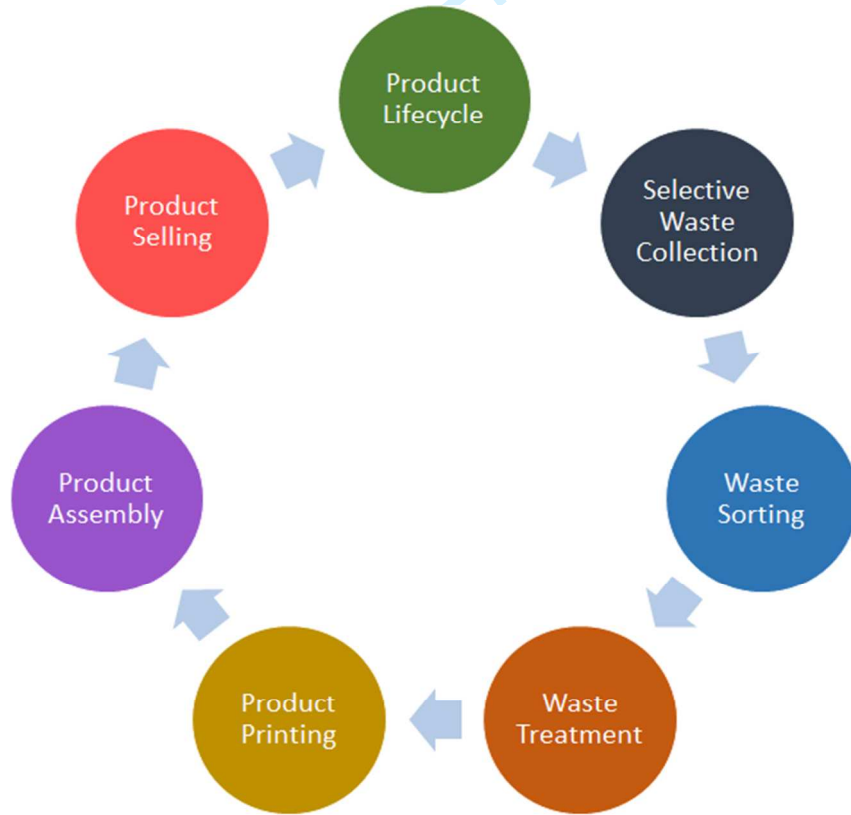 Product
Lifecycle
Selective
Waste
Collection
Waste
Sorting
Waste
Treatment
Product
Printing
Product
Assembly
Product
Selling